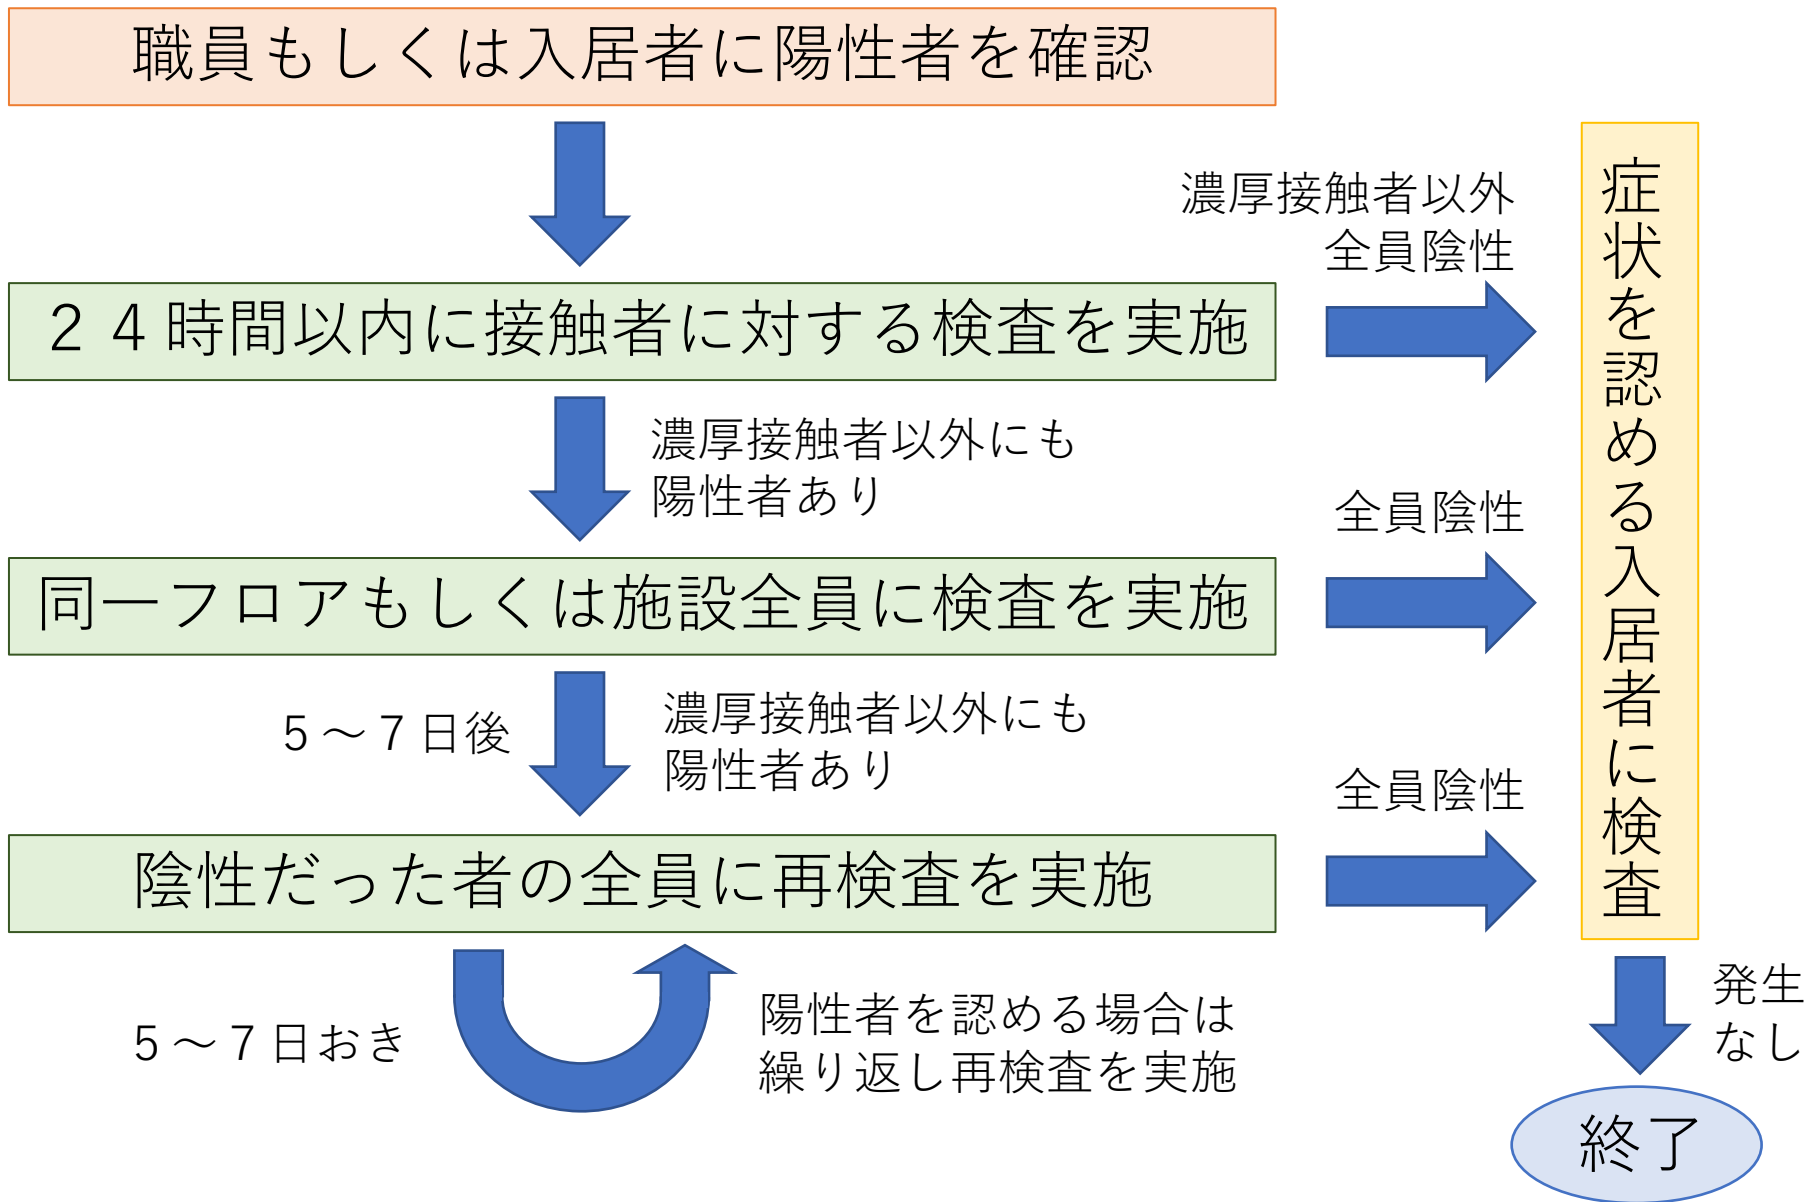 職員もしくは入居者に陽性者を確認
濃厚接触者以外
全員陰性
２４時間以内に接触者に対する検査を実施
濃厚接触者以外にも
陽性者あり
全員陰性
同一フロアもしくは施設全員に検査を実施
５～７日後
濃厚接触者以外にも
陽性者あり
全員陰性
陰性だった者の全員に再検査を実施
５～７日おき
陽性者を認める場合は
繰り返し再検査を実施
症状を認める入居者に検査
発生
なし
終了